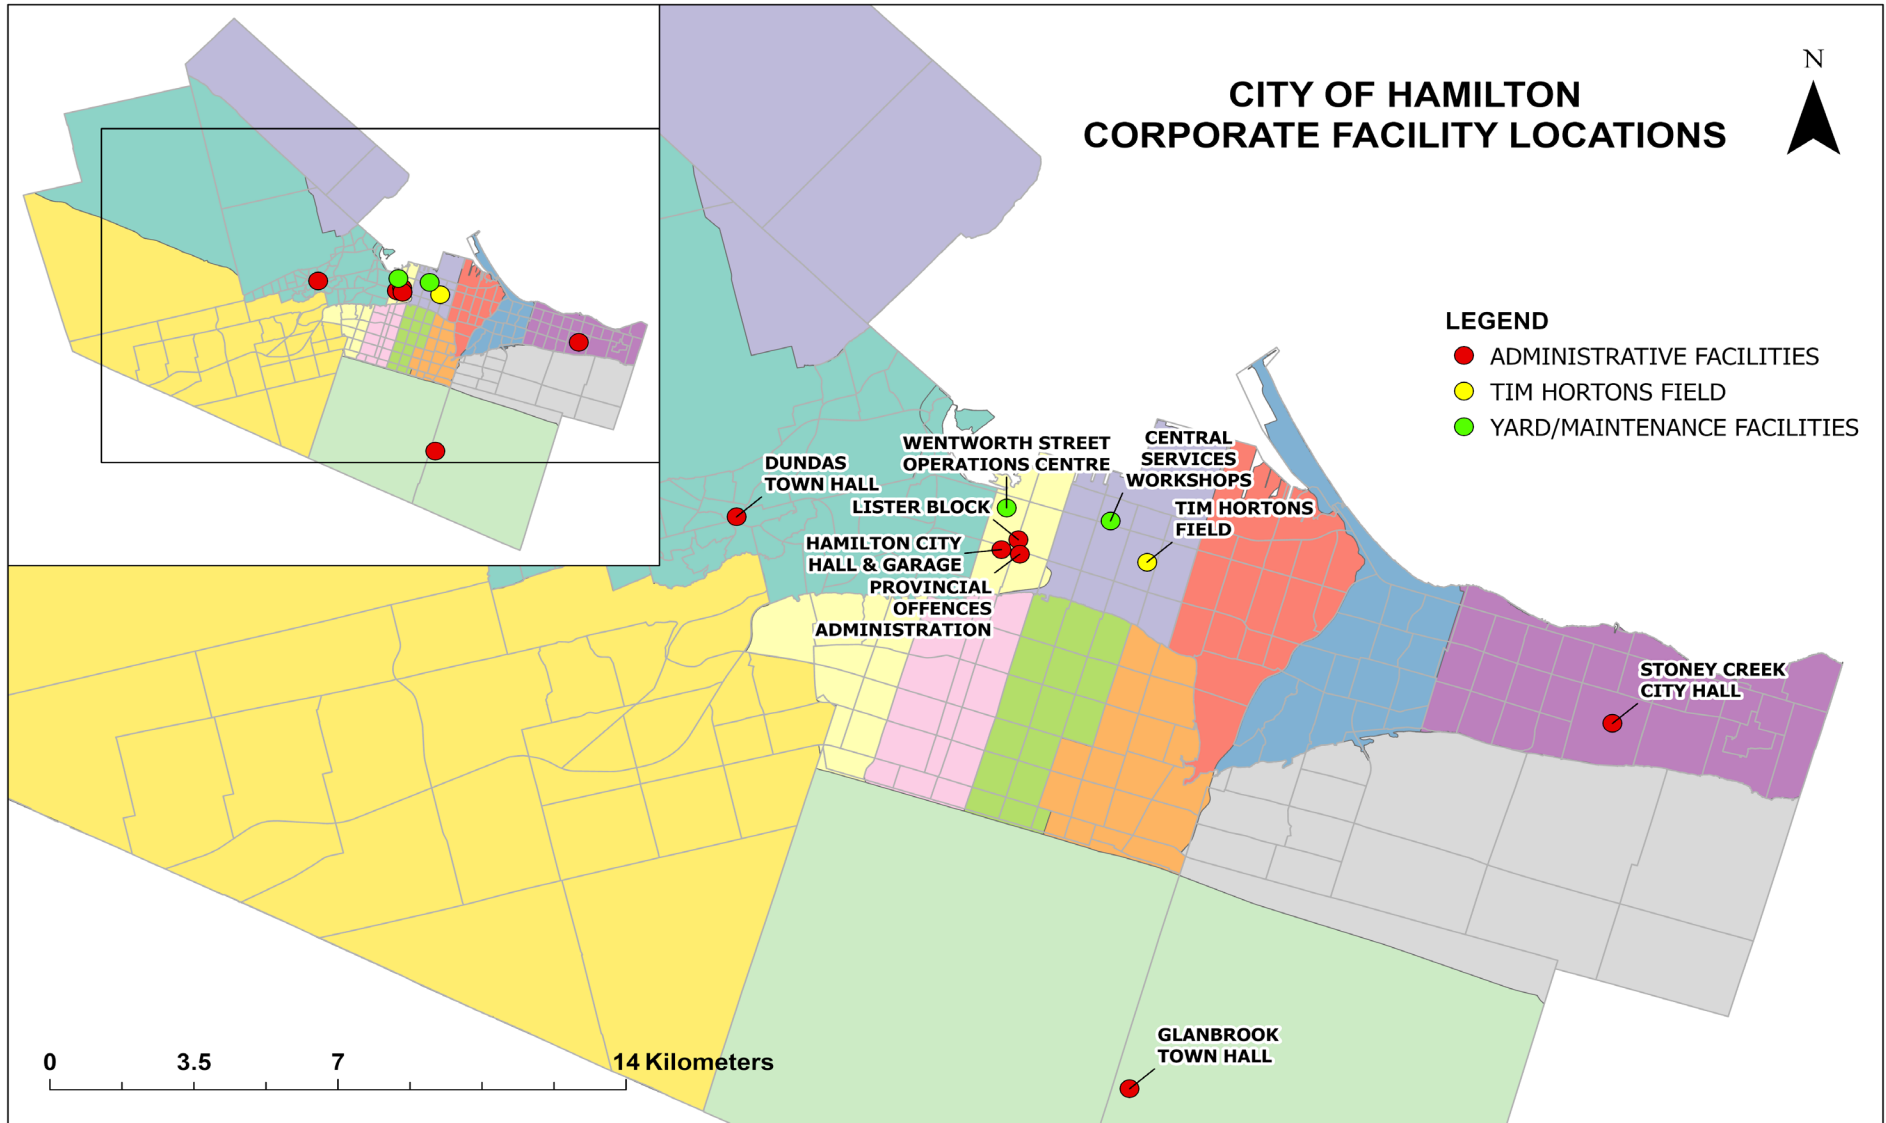 CITY OF HAMILTON
CORPORATE FACILITY LOCATIONS
N
LEGEND
ADMINISTRATIVE FACILITIES
TIM HORTONS FIELD
YARD/MAINTENANCE FACILITIES
WENTWORTH STREET
OPERATIONS CENTRE
CENTRAL
SERVICES
WORKSHOPS
DUNDAS
TOWN HALL
LISTER BLOCK
TIM HORTONS
FIELD
HAMILTON CITY
HALL & GARAGE
PROVINCIAL
OFFENCES
ADMINISTRATION
STONEY CREEK
CITY HALL
GLANBROOK
TOWN HALL
0 3.5 7 14 Kilometers